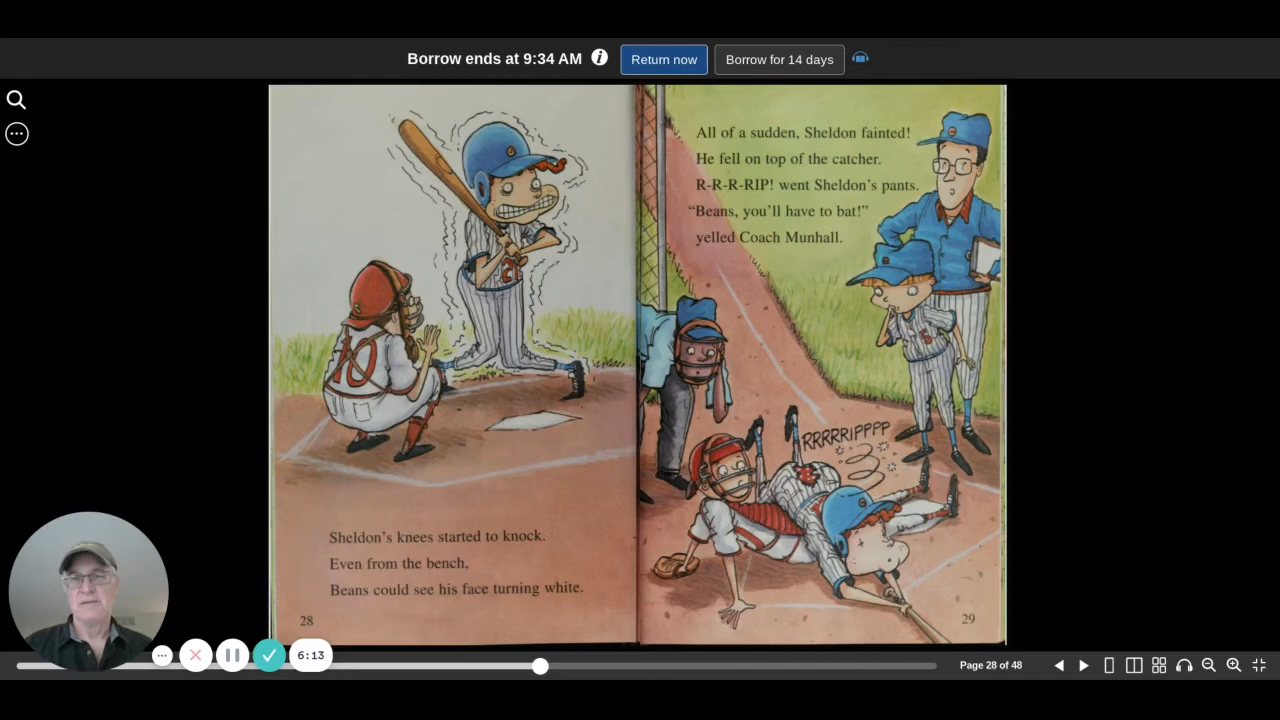 Borrow ends at 9:34 AM
Return now
Borrow for 14 days
21
10
Sheldon's knees started to knock.
Even from the bench,
Beans could see his face turning white.
28
All of a sudden, Sheldon fainted!
He fell on top of the catcher.
R-R-R-RIP! went Sheldon's pants.
“Beans, you'll have to bat!”
yelled Coach Munhall.
RRRRRIPPPP
29
6:13
Page 28 of 48